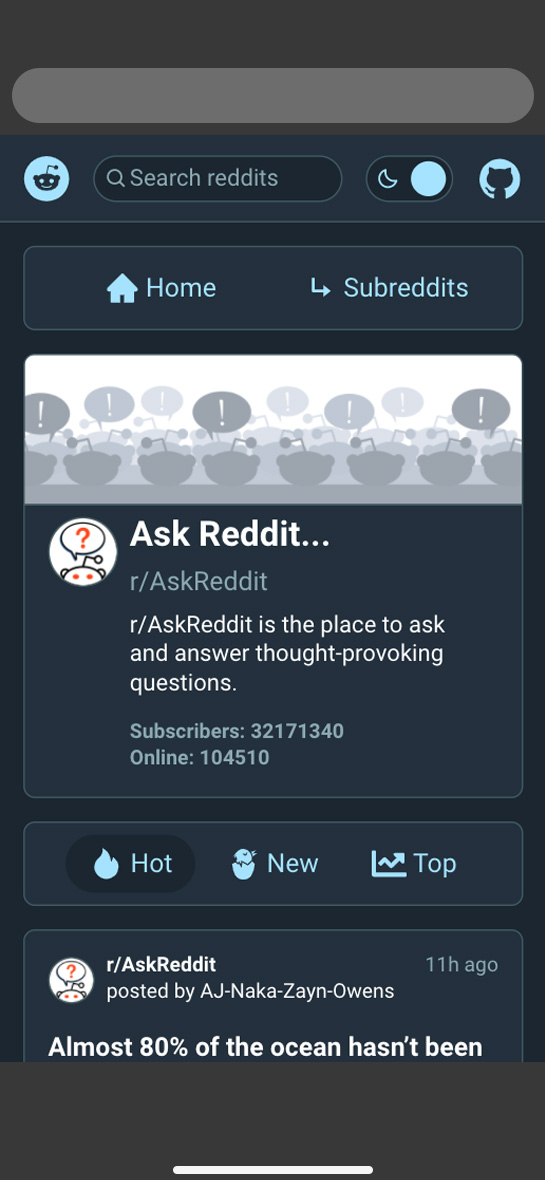 Search reddits
Home
Subreddits
! ! ! ! ! ! !
?
Ask Reddit...
r/AskReddit
r/AskReddit is the place to ask
and answer thought-provoking
questions.
Subscribers: 32171340
Online: 104510
Hot
New
Top
?
r/AskReddit
11h ago
posted by AJ-Naka-Zayn-Owens
Almost 80% of the ocean hasn’t been